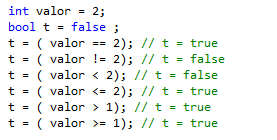 int valor = 2;
bool t = false ;
t = ( valor == 2); // t = true
t = ( valor != 2); // t = false
t = ( valor < 2); // t = false
t = ( valor <= 2); // t = true
t = ( valor > 1); // t = true
t = ( valor >= 1); // t = true